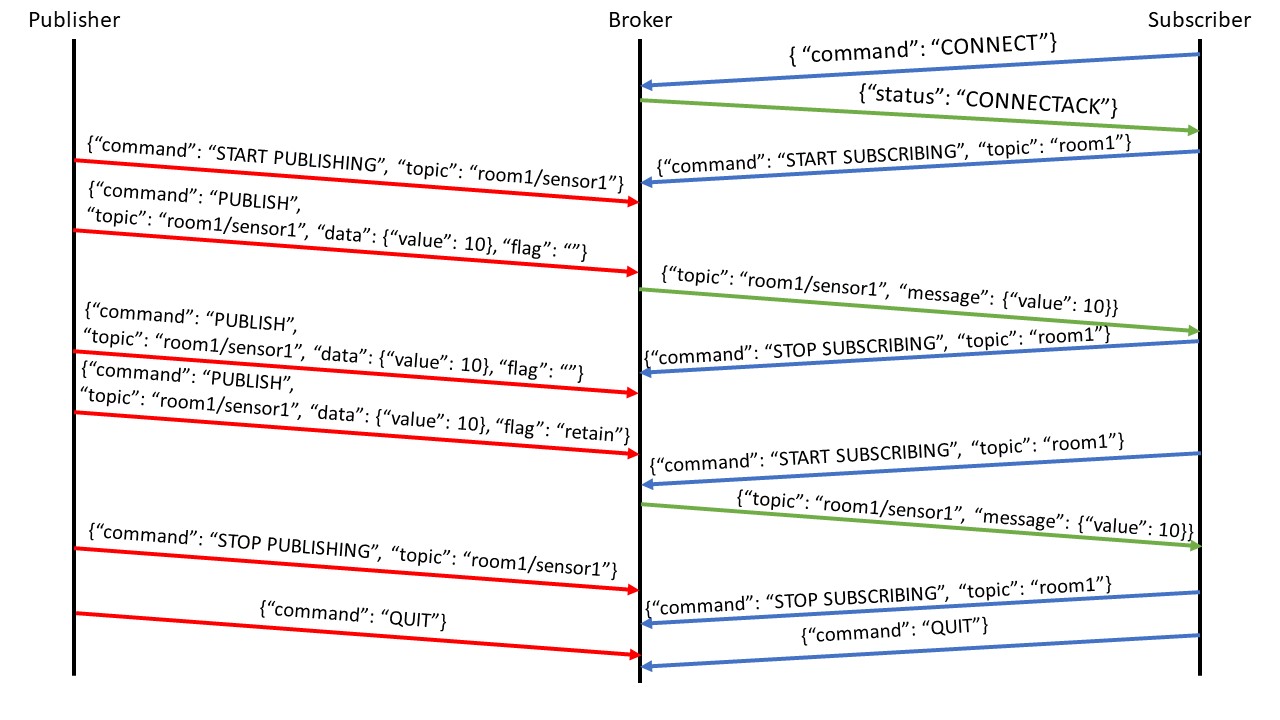 Publisher
Broker
Subscriber
{ “command”: “CONNECT”}
{“status”: “CONNECTACK”}
{“command”: “START PUBLISHING”, “topic”: “room1/sensor1”}
{“command”: “START SUBSCRIBING”, “topic”: “room1”}
{“command”: “PUBLISH”,
“topic”: “room1/sensor1”, “data”: {“value”: 10}, “flag”: “”}
{“topic”: “room1/sensor1”, “message”: {“value”: 10}}
{“command”: “PUBLISH”,
“topic”: “room1/sensor1”, “data”: {“value”: 10}, “flag”: “”}
{“command”: “STOP SUBSCRIBING”, “topic”: “room1”}
{“command”: “PUBLISH”,
“topic”: “room1/sensor1”, “data”: {“value”: 10}, “flag”: “retain”}
{“command”: “START SUBSCRIBING”, “topic”: “room1”}
{“topic”: “room1/sensor1”, “message”: {“value”: 10}}
{“command”: “STOP PUBLISHING”, “topic”: “room1/sensor1”}
{“command”: “STOP SUBSCRIBING”, “topic”: “room1”}
{“command”: “QUIT”}
{“command”: “QUIT”}